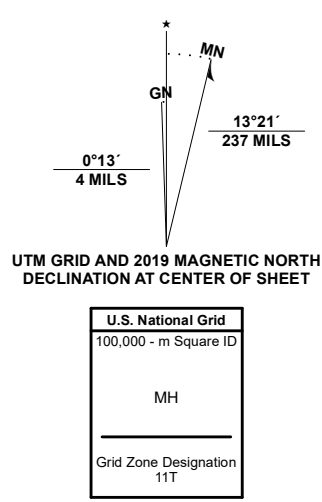 ★
MN
GN
13°21´
237 MILS
0°13´
4 MILS
UTM GRID AND 2019 MAGNETIC NORTH
DECLINATION AT CENTER OF SHEET
U.S. National Grid
100,000 - m Square ID
MH
Grid Zone Designation
11T